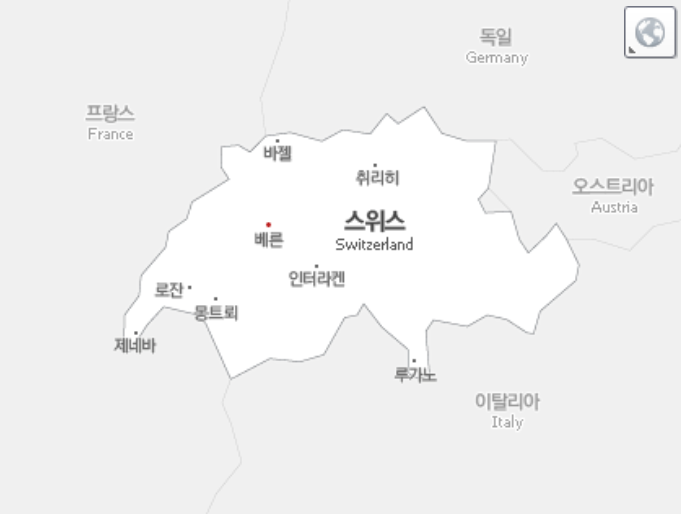 독일
Germany
프랑스
France
바젤
취리히
오스트리아
Austria
스위스
Switzerland
베른
인터라켄
로잔
몽트뢰
제네바
루가노
이탈리아
Italy